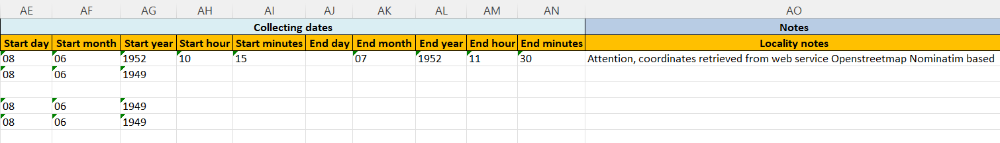 AE AF AG AH AI AJ AK AL AM AN AO
Collecting dates Notes
Start day Start month Start year Start hour Start minutes End day End month End year End hour End minutes Locality notes
08 06 1952 10 15 07 1952 11 30 Attention, coordinates retrieved from web service Openstreetmap Nominatim based
08 06 1949
08 06 1949
08 06 1949